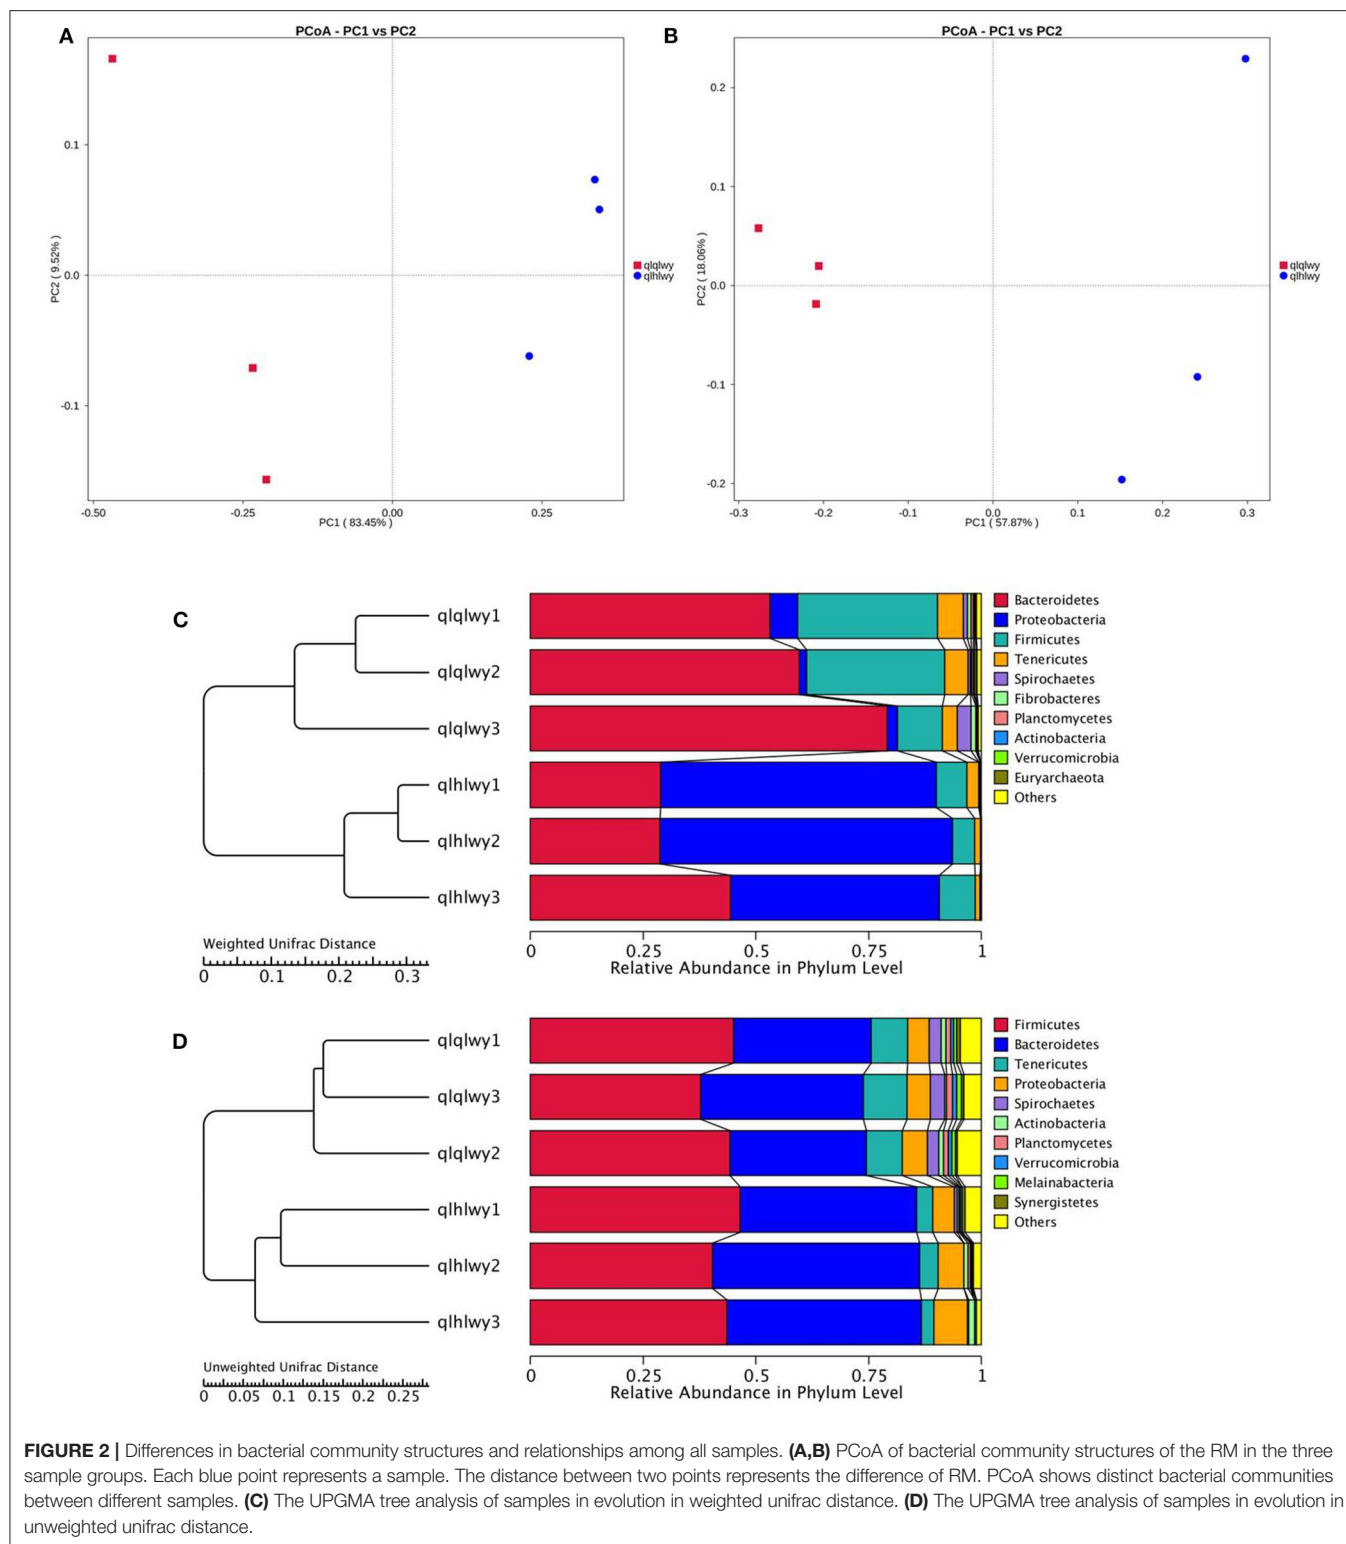 A
PCoA - PC1 vs PC2
0.1
0.0
-0.1
PC2 ( 9.52% )
-0.50
-0.25
0.00
0.25
PC1 ( 83.45% )
qlqlwy
qlhlwy
B
PCoA - PC1 vs PC2
0.2
0.1
0.0
-0.1
-0.2
PC2 ( 18.06% )
-0.3
-0.2
-0.1
0.0
0.1
0.2
0.3
PC1 ( 57.87% )
qlqlwy
qlhlwy
C
qlqlwy1
qlqlwy2
qlqlwy3
qlhlwy1
qlhlwy2
qlhlwy3
Weighted Unifrac Distance
0 0.1 0.2 0.3
0 0.25 0.5 0.75 1
Relative Abundance in Phylum Level
Bacteroidetes
Proteobacteria
Firmicutes
Tenericutes
Spirochaetes
Fibrobacteres
Planctomycetes
Actinobacteria
Verrucomicrobia
Euryarchaeota
Others
D
qlqlwy1
qlqlwy3
qlqlwy2
qlhlwy1
qlhlwy2
qlhlwy3
Unweighted Unifrac Distance
0 0.05 0.1 0.15 0.2 0.25
0 0.25 0.5 0.75 1
Relative Abundance in Phylum Level
Firmicutes
Bacteroidetes
Tenericutes
Proteobacteria
Spirochaetes
Actinobacteria
Planctomycetes
Verrucomicrobia
Melainabacteria
Synergistetes
Others
FIGURE 2 | Differences in bacterial community structures and relationships among all samples. (A,B) PCoA of bacterial community structures of the RM in the three
sample groups. Each blue point represents a sample. The distance between two points represents the difference of RM. PCoA shows distinct bacterial communities
between different samples. (C) The UPGMA tree analysis of samples in evolution in weighted unifrac distance. (D) The UPGMA tree analysis of samples in evolution in
unweighted unifrac distance.